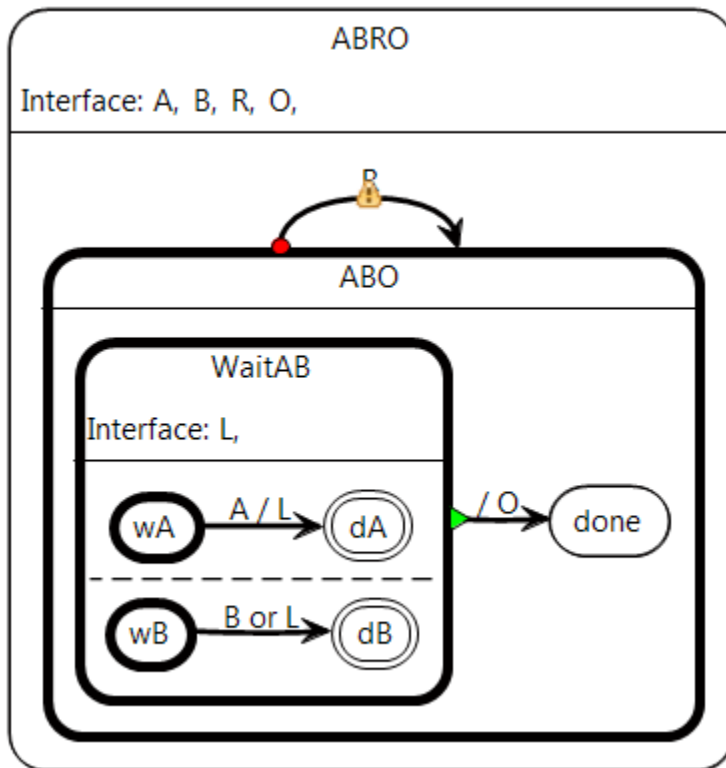 ABRO
Interface: A, B, R, O,
R
ABO
WaitAB
Interface: L,
wA
A / L
dA
/ O
done
wB
B or L
dB